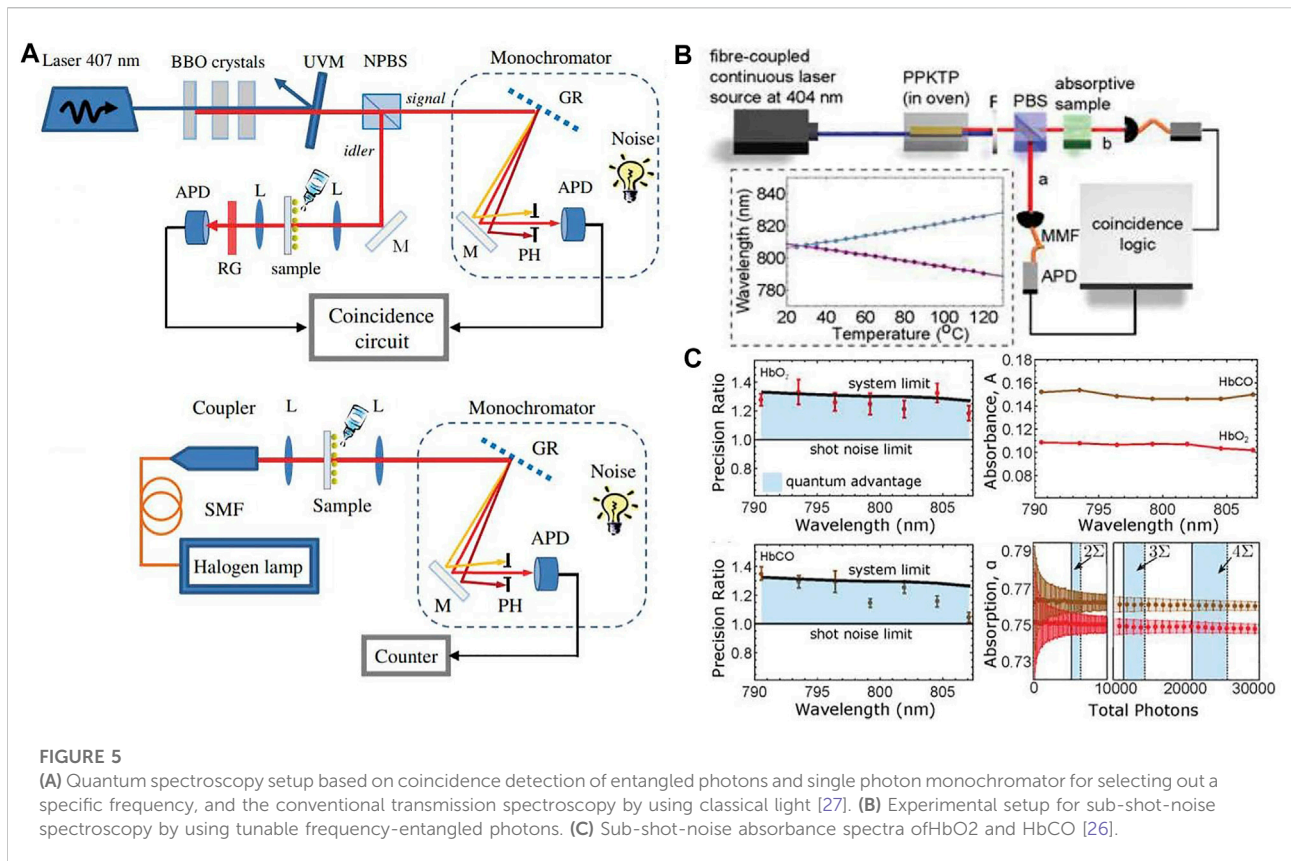 A
Laser 407 nm
BBO crystals
UVM
NPBS
signal
idler
Monochromator
GR
Noise
APD
M
PH
APD
L
L
RG
sample
M
Coincidence
circuit
Coupler
L
L
SMF
Sample
Halogen lamp
Monochromator
GR
Noise
APD
M
PH
Counter
B
fibre-coupled
continuous laser
source at 404 nm
PPKTP
(in oven)
F
PBS
absorptive
sample
b
a
MMF
APD
coincidence
logic
Wavelength (nm)
840
820
800
780
20 40 60 80 100 120
Temperature (°C)
C
Precision Ratio
1.4
1.2
1.0
0.8
HbO₂
system limit
shot noise limit
quantum advantage
790 795 800 805
Wavelength (nm)
Absorbance, A
0.18
0.16
0.14
0.12
0.10
HbCO
HbO₂
790 795 800 805
Wavelength (nm)
Precision Ratio
1.4
1.2
1.0
0.8
HbCO
system limit
shot noise limit
790 795 800 805
Wavelength (nm)
Absorption, α
0.79
0.77
0.75
0.73
2Σ
3Σ
4Σ
0 10000 20000 30000
Total Photons
FIGURE 5
(A) Quantum spectroscopy setup based on coincidence detection of entangled photons and single photon monochromator for selecting out a
specific frequency, and the conventional transmission spectroscopy by using classical light [27]. (B) Experimental setup for sub-shot-noise
spectroscopy by using tunable frequency-entangled photons. (C) Sub-shot-noise absorbance spectra ofHbO2 and HbCO [26].